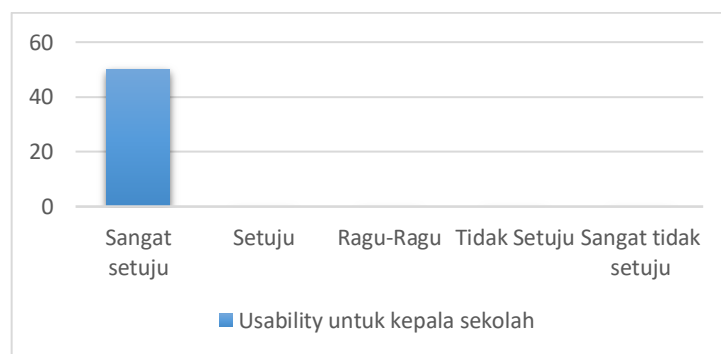 60
40
20
0
Sangat setuju
Setuju
Ragu-Ragu
Tidak Setuju
Sangat tidak setuju
Usability untuk kepala sekolah